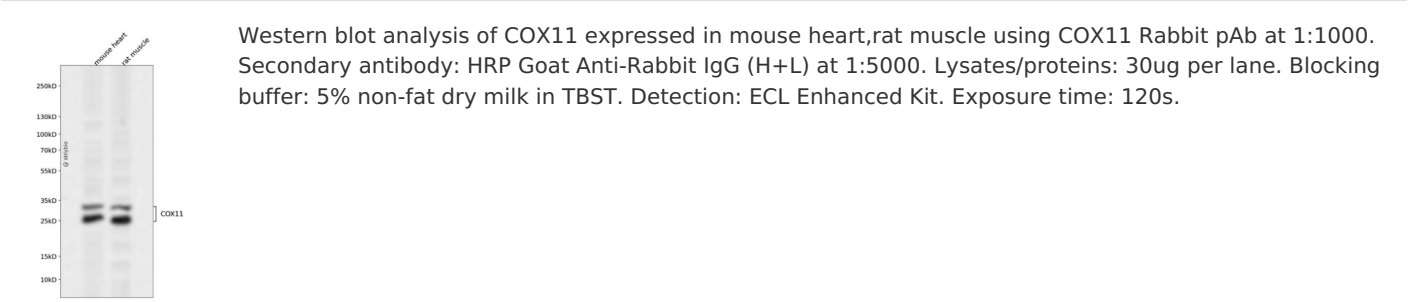 mouse heart
rat muscle
Western blot analysis of COX11 expressed in mouse heart,rat muscle using COX11 Rabbit pAb at 1:1000.
Secondary antibody: HRP Goat Anti-Rabbit IgG (H+L) at 1:5000. Lysates/proteins: 30ug per lane. Blocking
buffer: 5% non-fat dry milk in TBST. Detection: ECL Enhanced Kit. Exposure time: 120s.
250kD
130kD
100kD
70kD
55kD
35kD
25kD
15kD
10kD
COX11